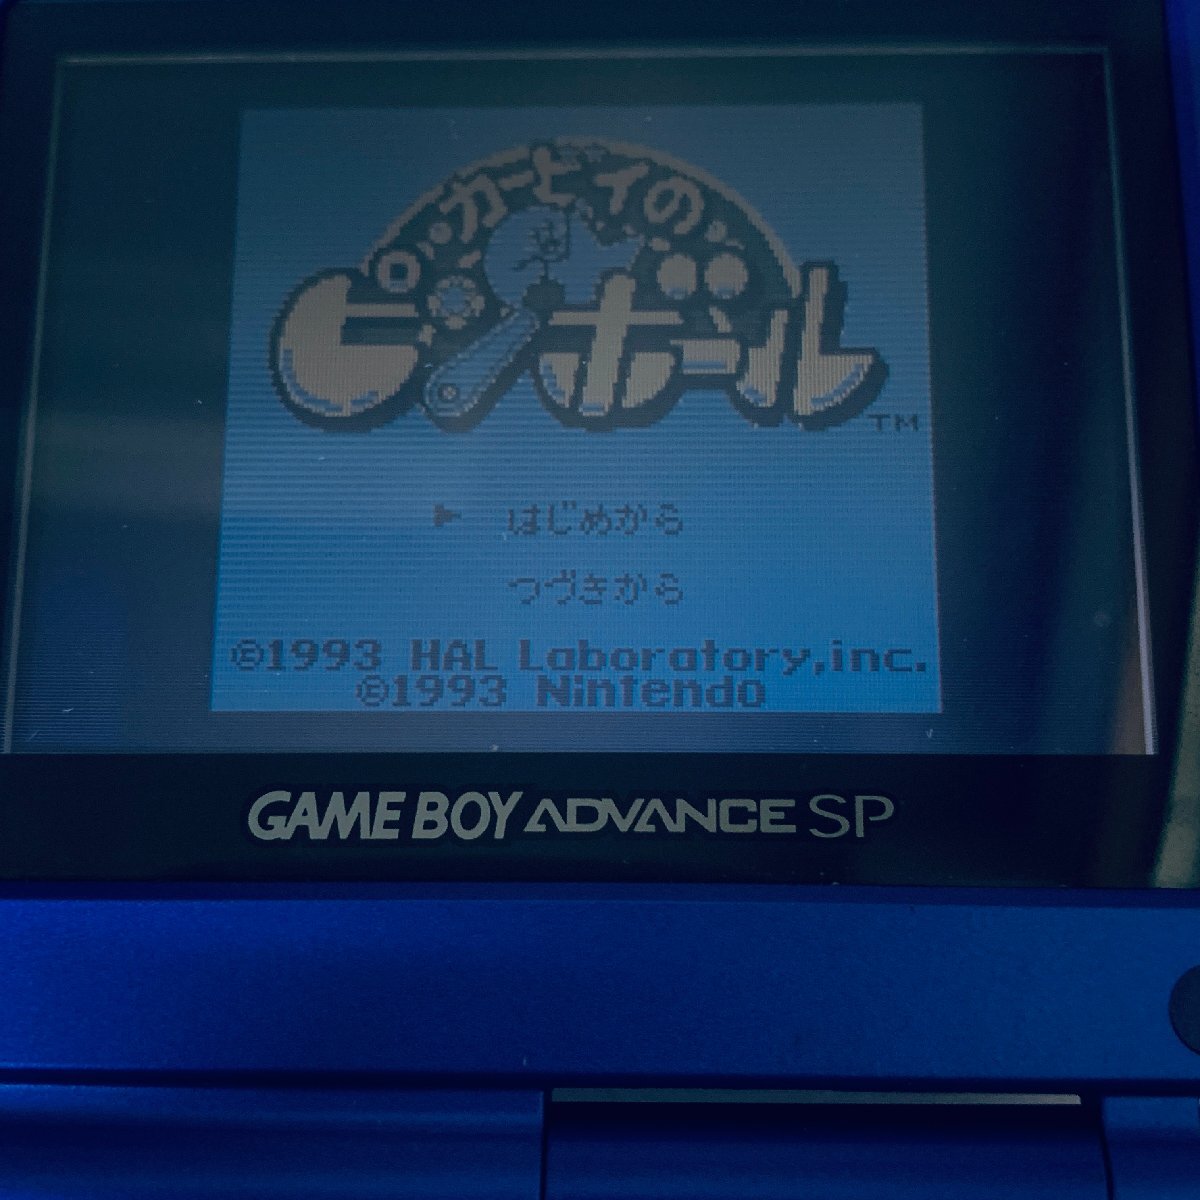 カービィの
ピンボール
TM
▶ はじめから
つづきから
©1993 HAL Laboratory,inc.
©1993 Nintendo
GAME BOY ADVANCE SP